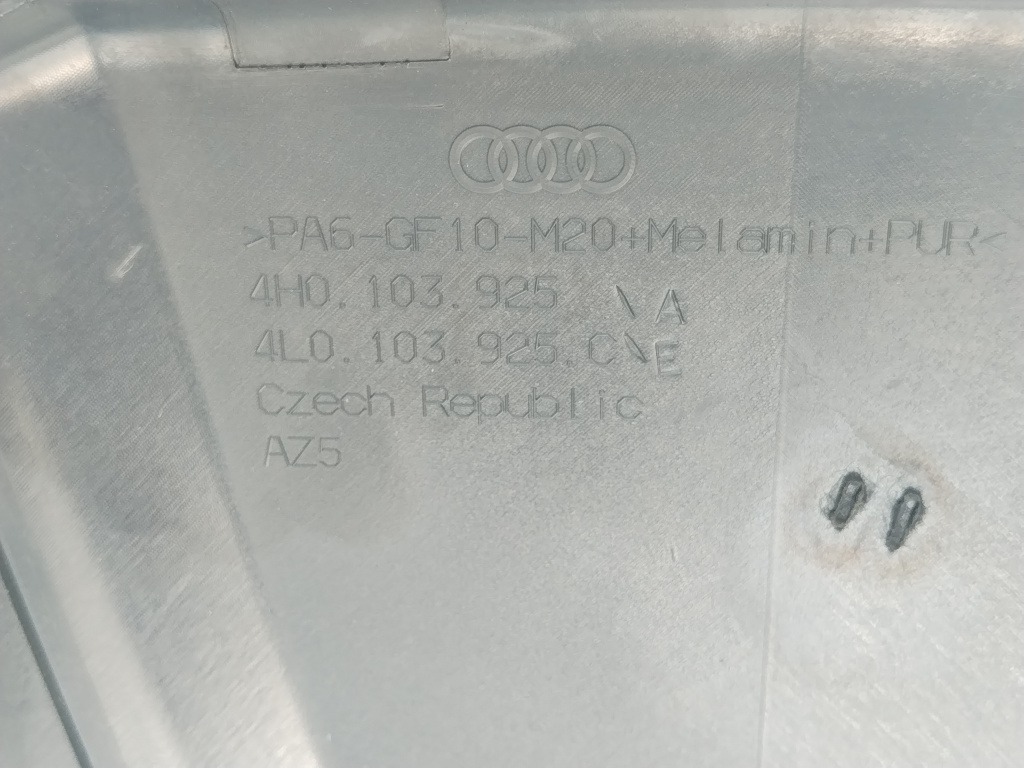 >PA6-GF10-M20+Melamin+PUR<
4H0.103.925 \ A
4L0.103.925.C\E
Czech Republic
AZ5